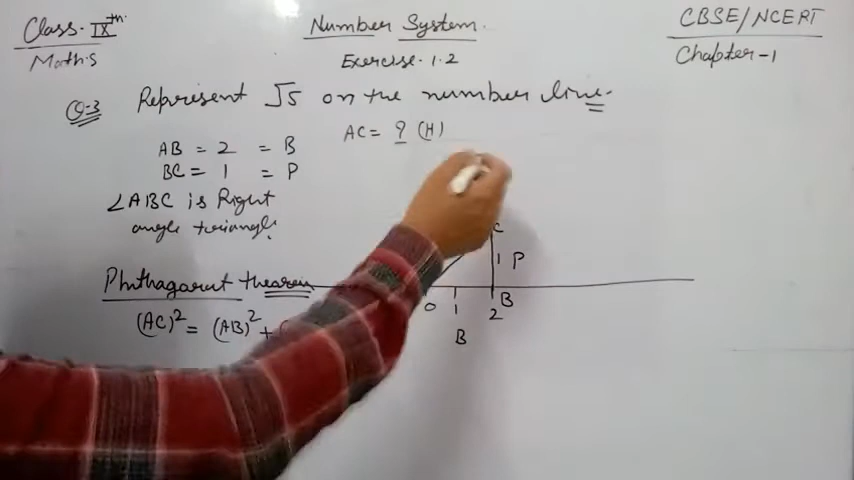 Class. IXth.
Maths
Number System.
Exercise. 1.2
CBSE/NCERT
Chapter-1
Q.3 Represent √5 on the number line.
AB = 2 = B
BC = 1 = P
AC = ? (H)
∠ABC is Right
angle triangle.
Phthagarut theorem
(AC)² = (AB)² +
C
1 P
0 1 2 B
B